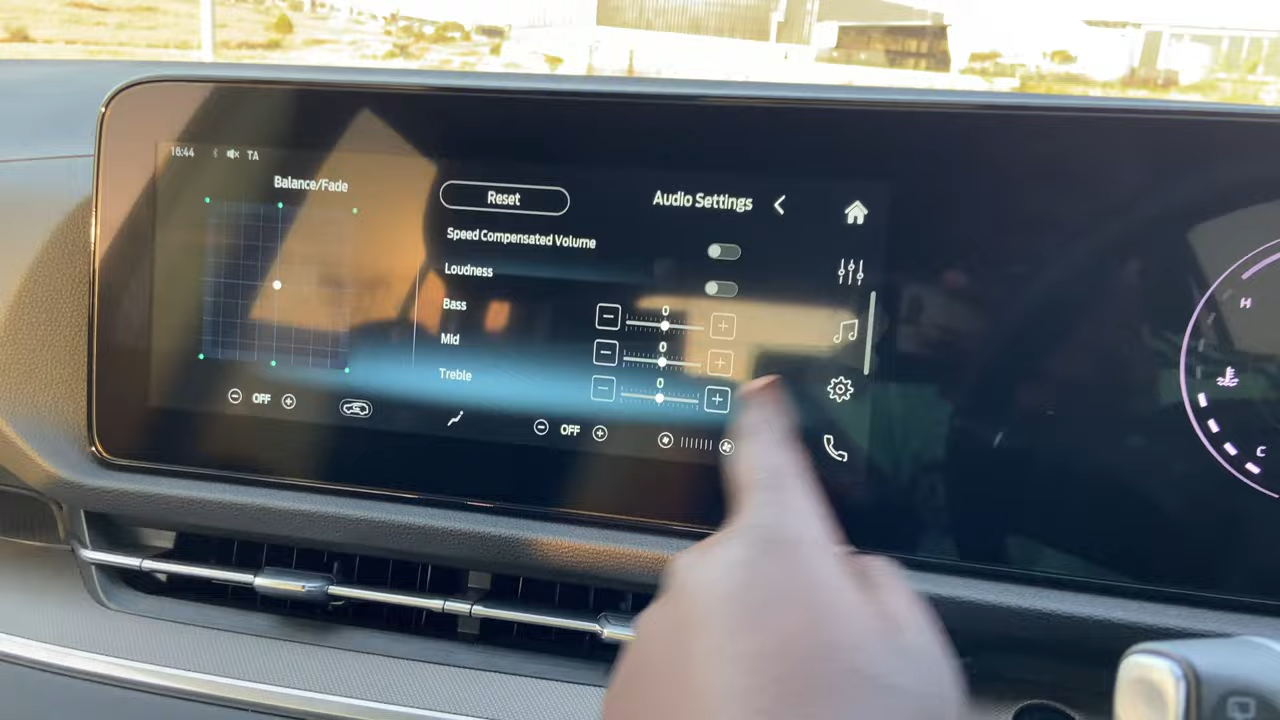 16:44 TA
Balance/Fade
Reset
Audio Settings
Speed Compensated Volume
Loudness
Bass
0
Mid
0
Treble
0
OFF
OFF
H
C